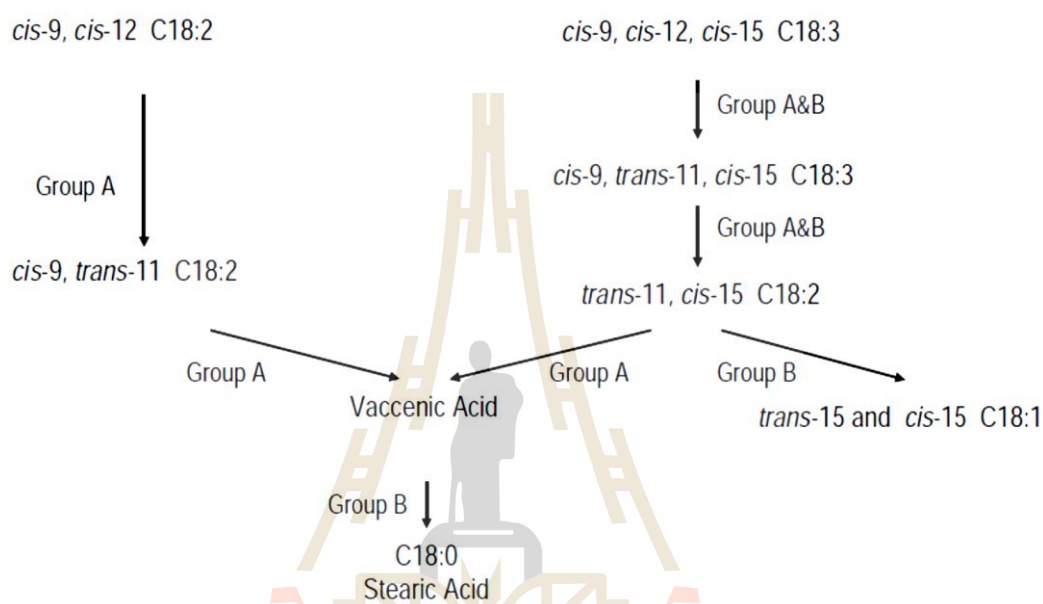 cis-9, cis-12 C18:2
cis-9, cis-12, cis-15 C18:3
Group A&B
Group A
cis-9, trans-11, cis-15 C18:3
Group A&B
cis-9, trans-11 C18:2
trans-11, cis-15 C18:2
Group A
Group A
Group B
Vaccenic Acid
trans-15 and cis-15 C18:1
Group B
C18:0
Stearic Acid